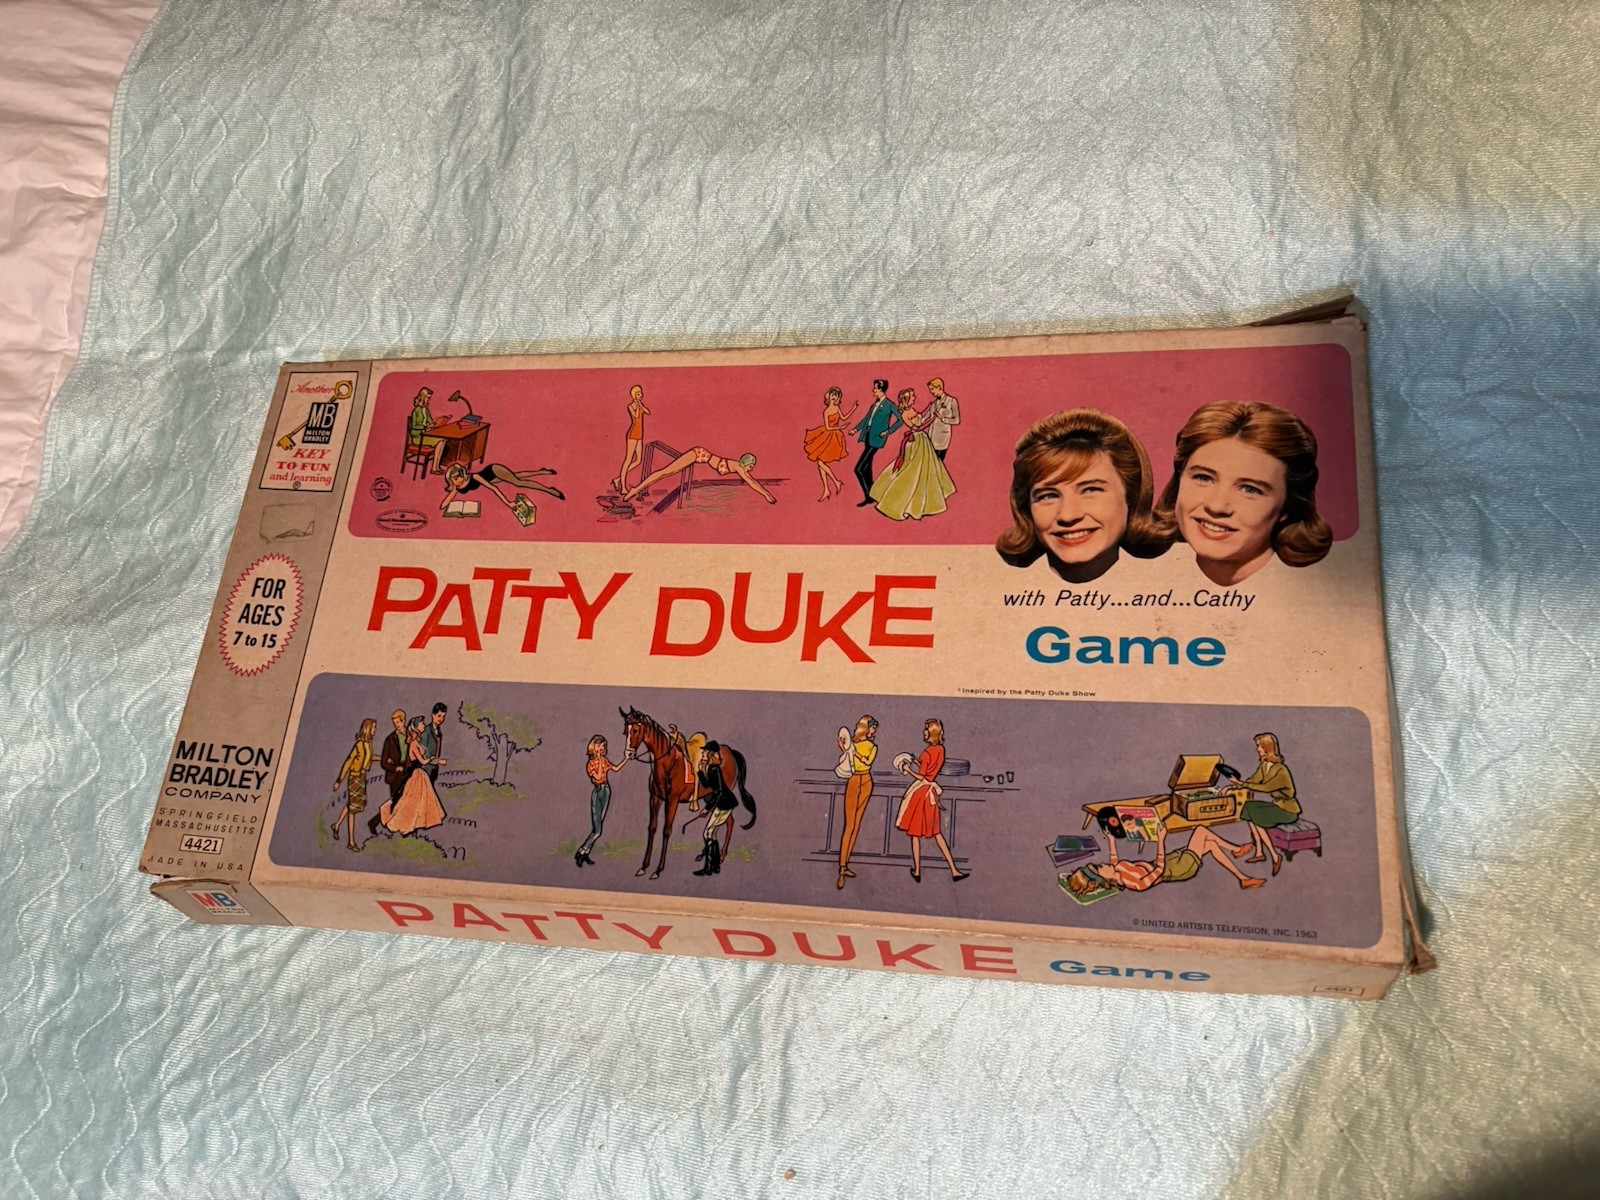 Another
MB
MILTON
BRADLEY
KEY
TO FUN
and learning
FOR
AGES
7 to 15
MILTON
BRADLEY
COMPANY
SPRINGFIELD
MASSACHUSETTS
4421
MADE IN USA
PATTY DUKE
with Patty...and...Cathy
Game
*Inspired by the Patty Duke Show
© UNITED ARTISTS TELEVISION, INC. 1963
MB
MILTON
BRADLEY
PATTY DUKE Game
4421